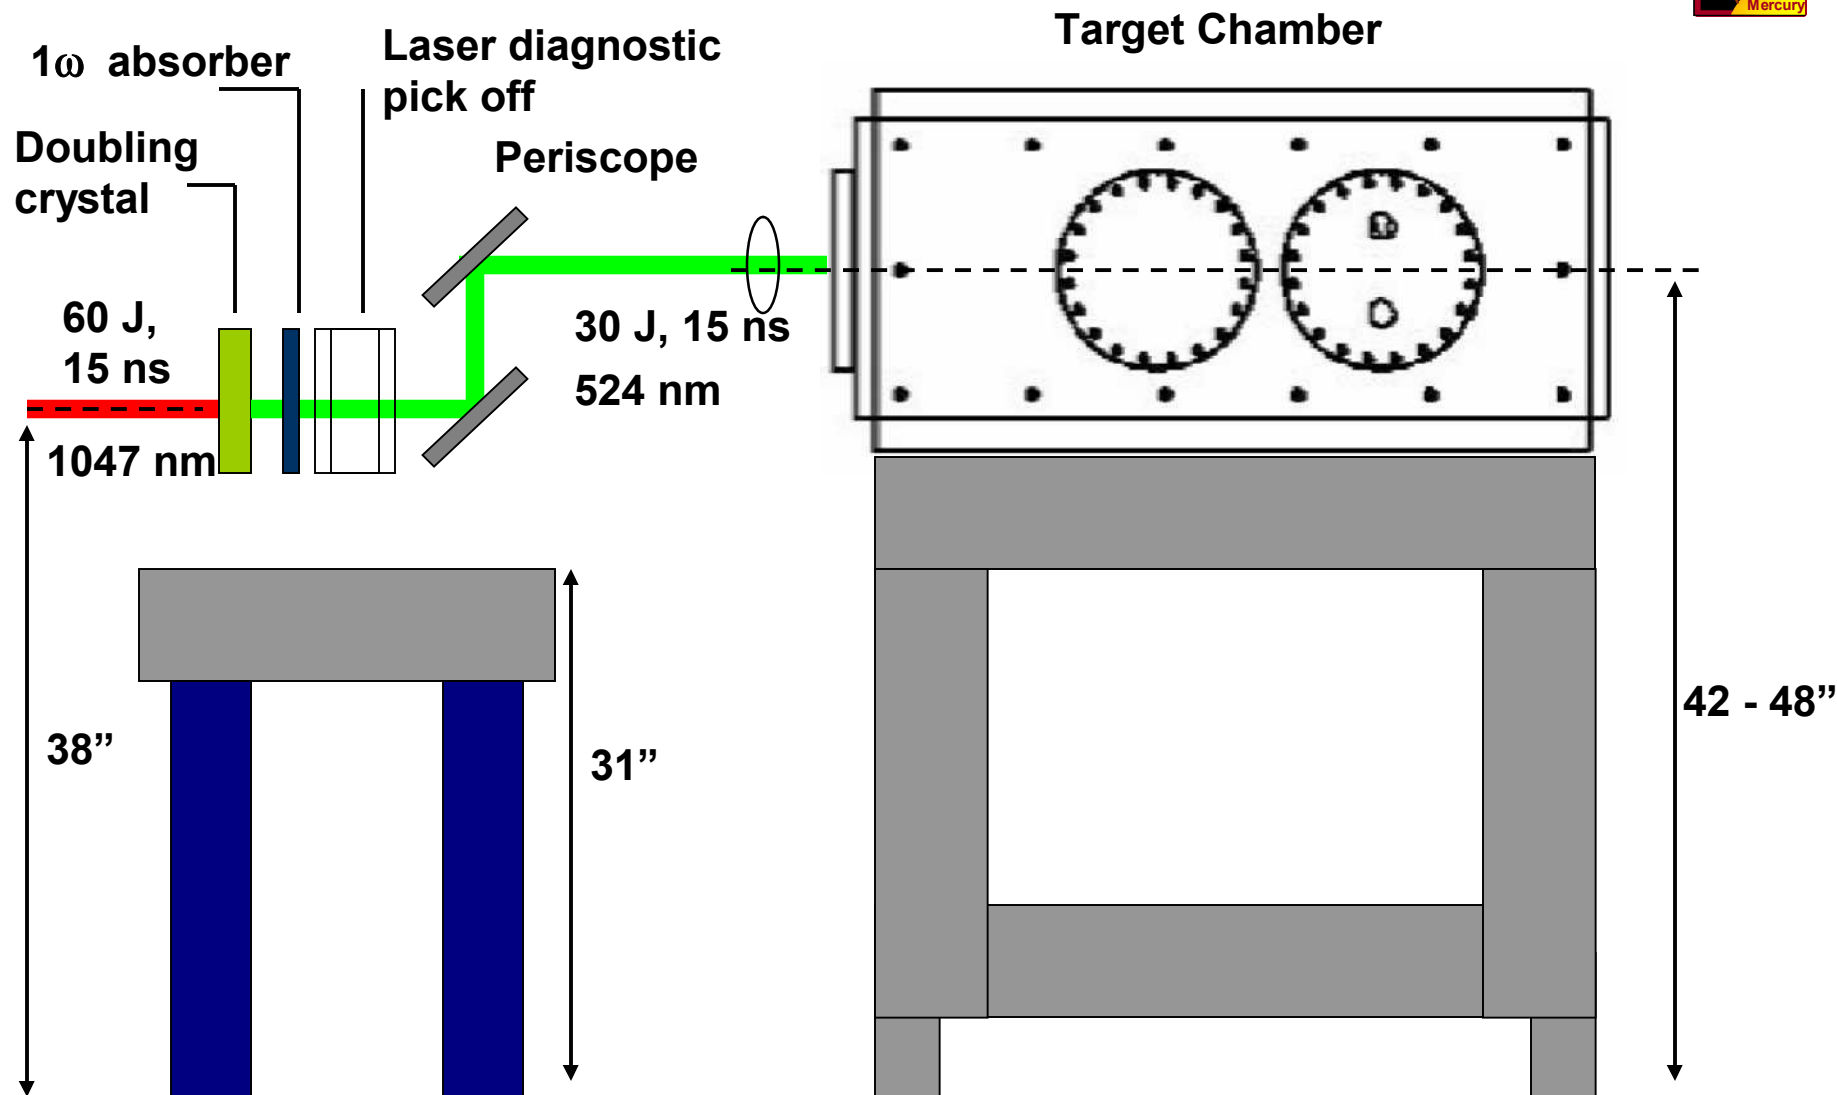 Mercury
Target Chamber
1ω absorber
Laser diagnostic
pick off
Doubling
crystal
Periscope
60 J,
15 ns
30 J, 15 ns
524 nm
1047 nm
38”
31”
42 - 48”